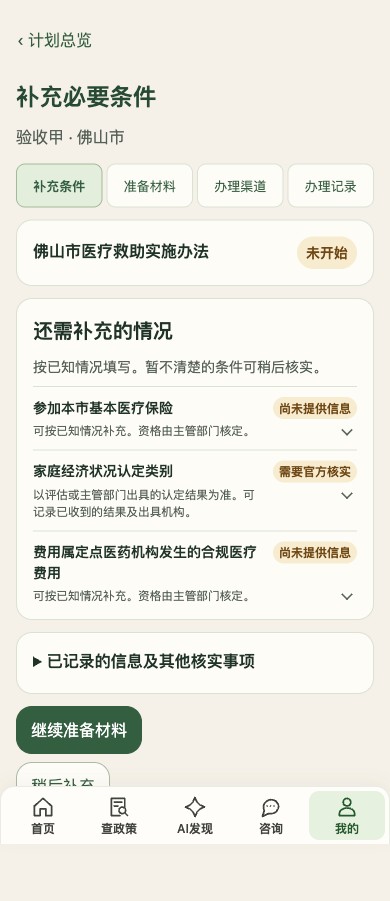 ‹ 计划总览
补充必要条件
验收甲 · 佛山市
补充条件
准备材料
办理渠道
办理记录
佛山市医疗救助实施办法
未开始
还需补充的情况
按已知情况填写。暂不清楚的条件可稍后核实。
参加本市基本医疗保险
尚未提供信息
可按已知情况补充。资格由主管部门核定。
家庭经济状况认定类别
需要官方核实
以评估或主管部门出具的认定结果为准。可
记录已收到的结果及出具机构。
费用属定点医药机构发生的合规医疗
费用
尚未提供信息
可按已知情况补充。资格由主管部门核定。
▶ 已记录的信息及其他核实事项
继续准备材料
稍后补充
首页
查政策
AI发现
咨询
我的